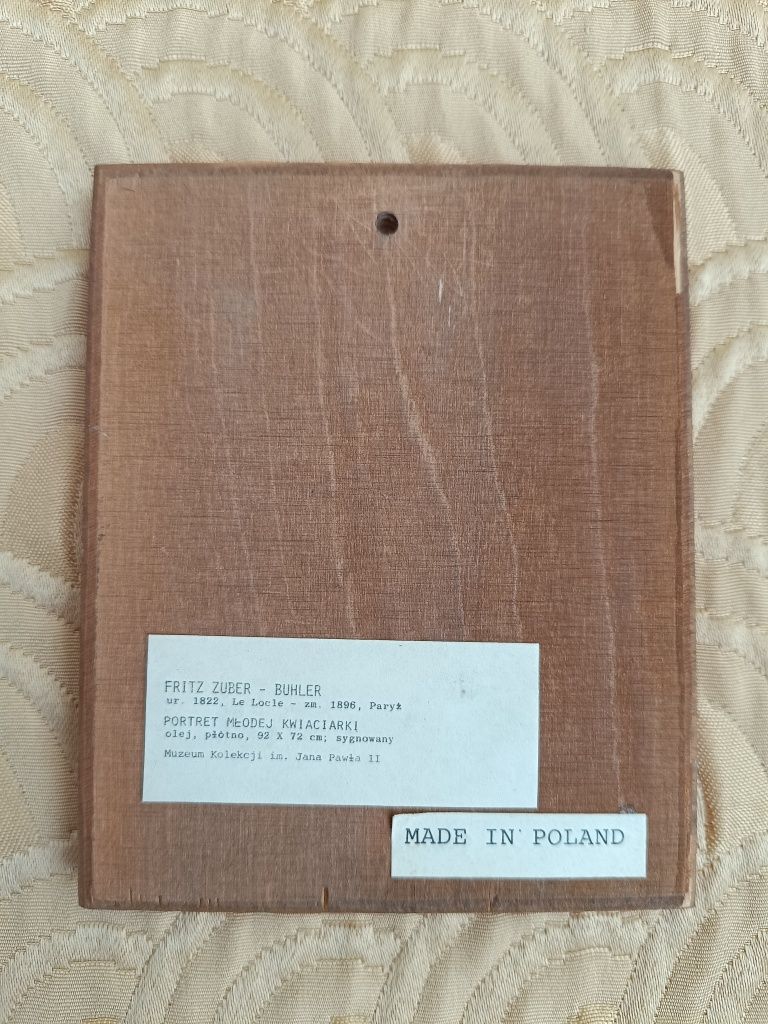 FRITZ ZUBER - BUHLER
ur. 1822, Le Locle - zm. 1896, Paryż
PORTRET MŁODEJ KWIACIARKI
olej, płótno, 92 X 72 cm; sygnowany
Muzeum Kolekcji im. Jana Pawła II
MADE IN POLAND